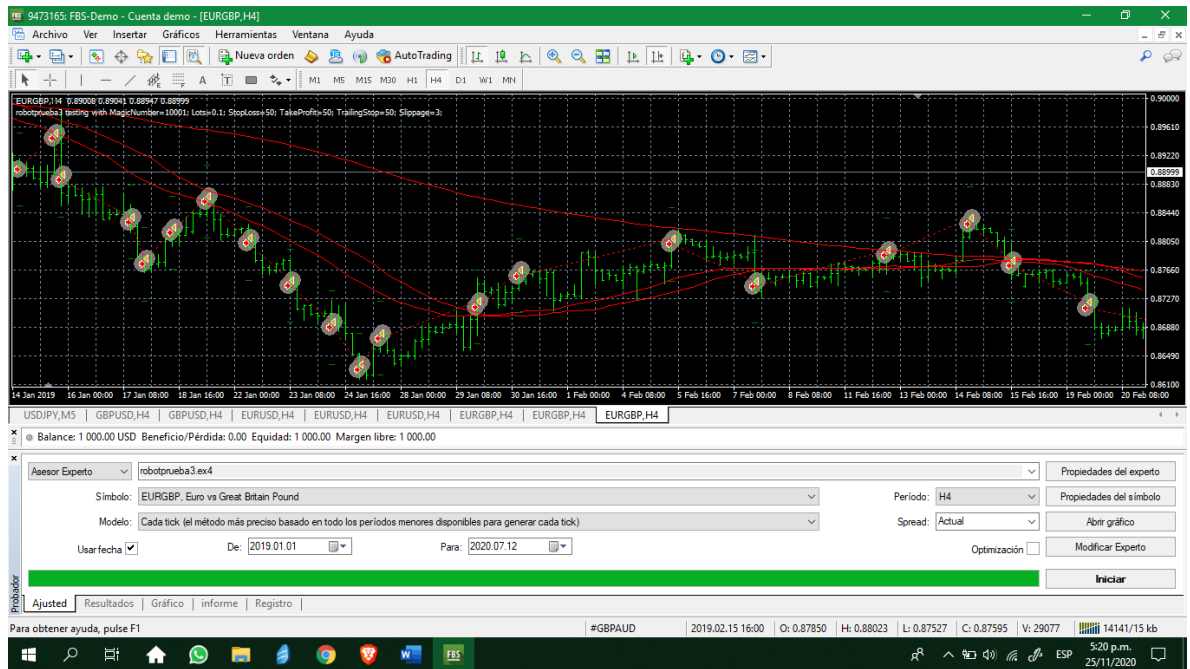 9473165: FBS-Demo - Cuenta demo - [EURGBP,H4]
Archivo Ver Insertar Gráficos Herramientas Ventana Ayuda
Nueva orden AutoTrading
A T M1 M5 M15 M30 H1 H4 D1 W1 MN
EURGBP,H4 0.89008 0.89041 0.88947 0.88999
robotprueba3 testing with MagicNumber=10001; Lots=0.1; StopLoss=50; TakeProfit=50; TrailingStop=50; Slippage=3;
0.90000
0.89610
0.89220
0.88999
0.88830
0.88440
0.88050
0.87660
0.87270
0.86880
0.86490
0.86100
14 Jan 2019 16 Jan 00:00 17 Jan 08:00 18 Jan 16:00 22 Jan 00:00 23 Jan 08:00 24 Jan 16:00 28 Jan 00:00 29 Jan 08:00 30 Jan 16:00 1 Feb 00:00 4 Feb 08:00 5 Feb 16:00 7 Feb 00:00 8 Feb 08:00 11 Feb 16:00 13 Feb 00:00 14 Feb 08:00 15 Feb 16:00 19 Feb 00:00 20 Feb 08:00
USDJPY,M5 | GBPUSD,H4 | GBPUSD,H4 | EURUSD,H4 | EURUSD,H4 | EURUSD,H4 | EURGBP,H4 | EURGBP,H4 | EURGBP,H4
Balance: 1 000.00 USD Beneficio/Pérdida: 0.00 Equidad: 1 000.00 Margen libre: 1 000.00
Asesor Experto robotprueba3.ex4 Propiedades del experto
Símbolo: EURGBP, Euro vs Great Britain Pound Período: H4 Propiedades del símbolo
Modelo: Cada tick (el método más preciso basado en todo los períodos menores disponibles para generar cada tick) Spread: Actual Abrir gráfico
Usar fecha De: 2019.01.01 Para: 2020.07.12 Optimización Modificar Experto
Iniciar
Probador
Ajusted | Resultados | Gráfico | informe | Registro |
Para obtener ayuda, pulse F1 #GBPAUD 2019.02.15 16:00 O: 0.87850 H: 0.88023 L: 0.87527 C: 0.87595 V: 29077 14141/15 kb
FBS ESP 5:20 p.m.
25/11/2020